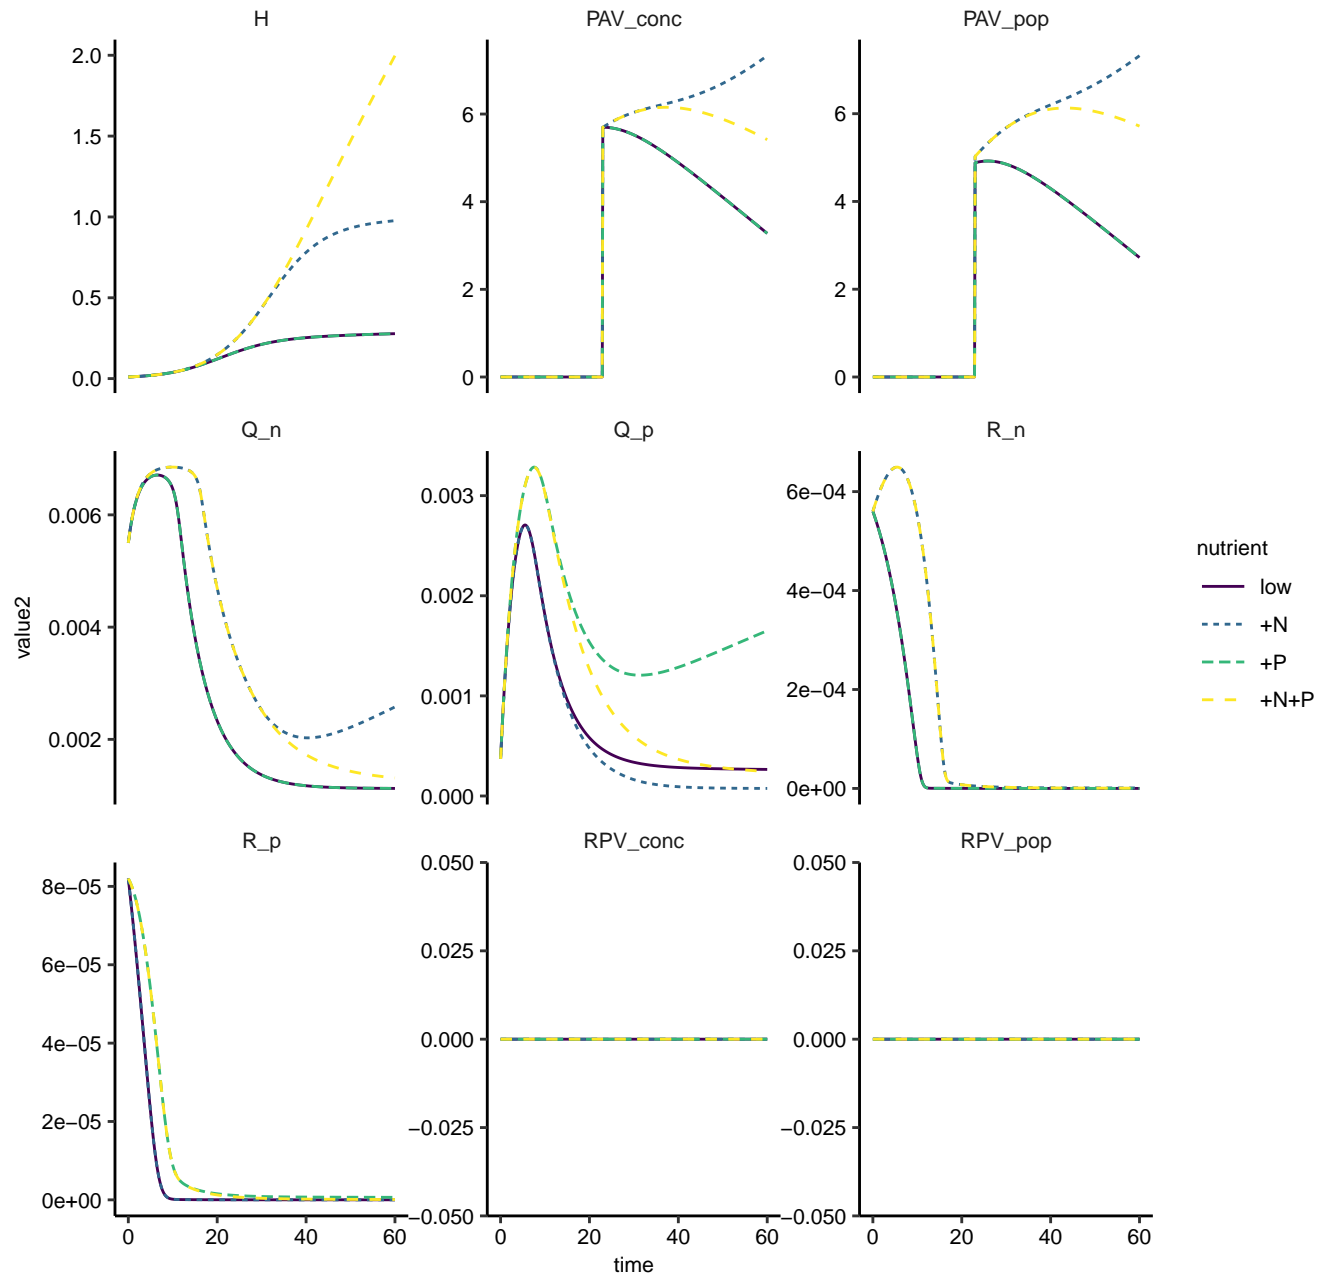 H
PAV_conc
PAV_pop
2.0
1.5
1.0
0.5
0.0
6
4
2
0
6
4
2
0
Q_n
Q_p
R_n
0.006
0.004
0.002
0.003
0.002
0.001
0.000
6e−04
4e−04
2e−04
0e+00
R_p
RPV_conc
RPV_pop
8e−05
6e−05
4e−05
2e−05
0e+00
0.050
0.025
0.000
−0.025
−0.050
0.050
0.025
0.000
−0.025
−0.050
0 20 40 60
0 20 40 60
0 20 40 60
time
value2
nutrient
low
+N
+P
+N+P